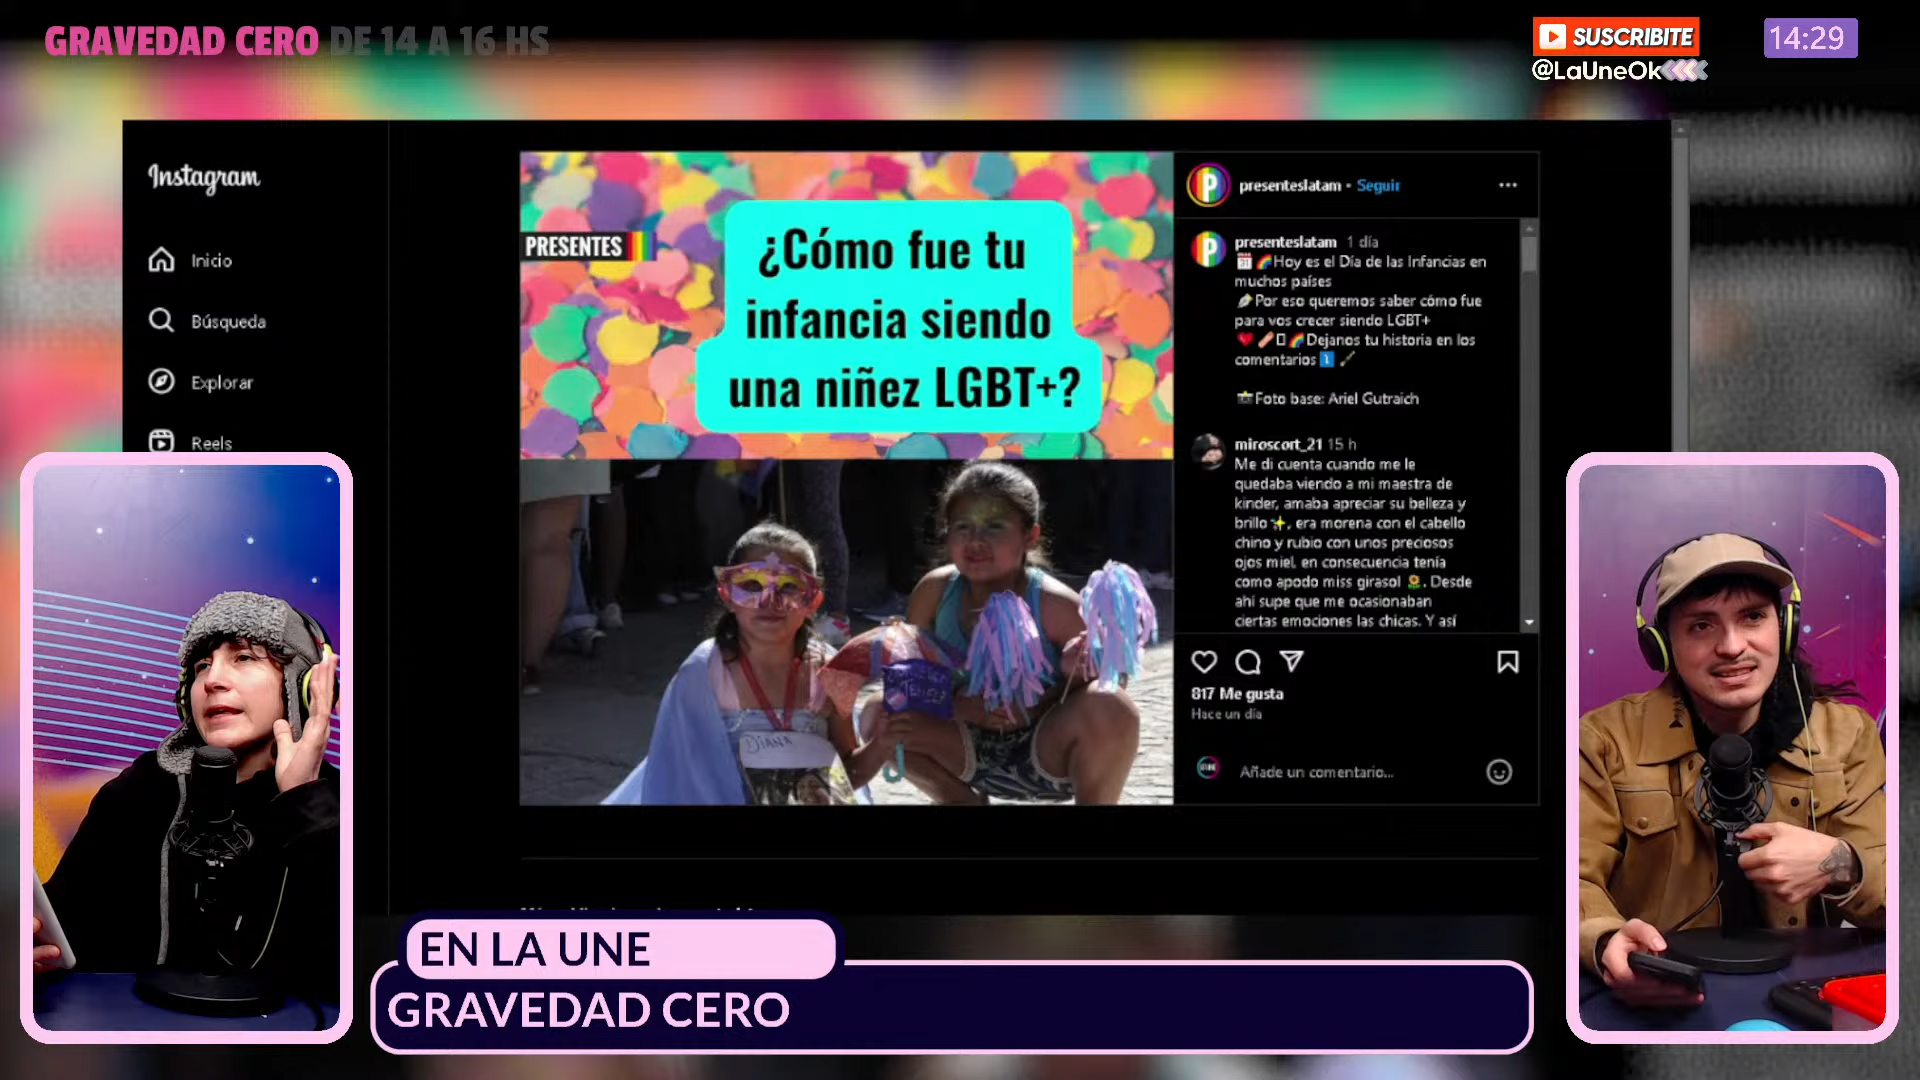 GRAVEDAD CERO DE 14 A 16 HS
SUSCRIBITE
@LaUneOk
14:29
Instagram
Inicio
Búsqueda
Explorar
Reels
PRESENTES
¿Cómo fue tu
infancia siendo
una niñez LGBT+?
DIANA
presenteslatam • Seguir
presenteslatam 1 día
Hoy es el Día de las Infancias en
muchos países
Por eso queremos saber cómo fue
para vos crecer siendo LGBT+
Dejanos tu historia en los
comentarios
Foto base: Ariel Gutraich
miroscort_21 15 h
Me di cuenta cuando me le
quedaba viendo a mi maestra de
kinder, amaba apreciar su belleza y
brillo, era morena con el cabello
chino y rubio con unos preciosos
ojos miel, en consecuencia tenía
como apodo miss girasol. Desde
ahí supe que me ocasionaban
ciertas emociones las chicas. Y así
817 Me gusta
Hace un día
Añade un comentario...
EN LA UNE
GRAVEDAD CERO